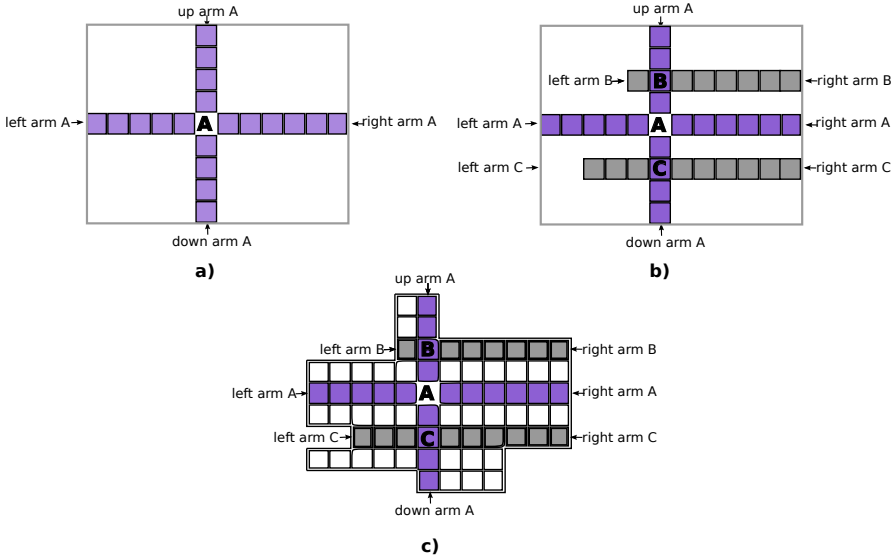 up arm A
left arm A
A
right arm A
down arm A
a)
up arm A
left arm B
B
right arm B
left arm A
A
right arm A
left arm C
C
right arm C
down arm A
b)
up arm A
left arm B
B
right arm B
left arm A
A
right arm A
left arm C
C
right arm C
down arm A
c)